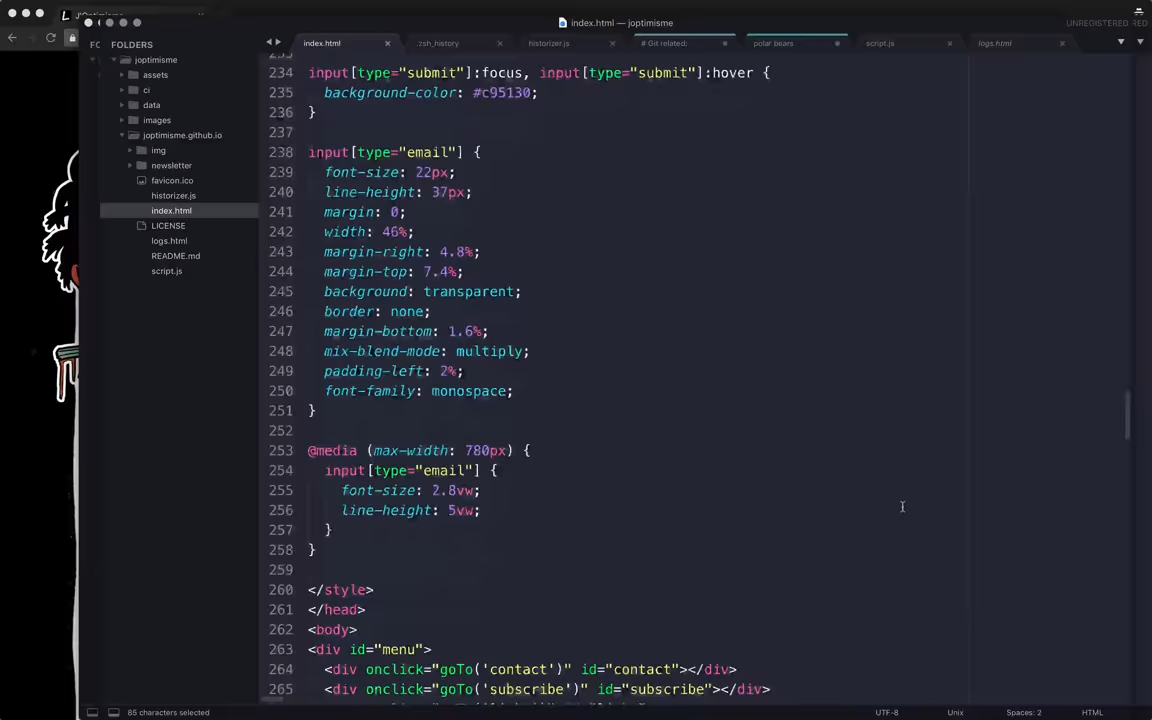 J'Optimisme
index.html — joptimisme
UNREGISTERED
FOLDERS
joptimisme
assets
ci
data
images
joptimisme.github.io
img
newsletter
favicon.ico
historizer.js
index.html
LICENSE
logs.html
README.md
script.js
index.html
.zsh_history
historizer.js
# Git related:
polar bears
script.js
logs.html
234 input[type="submit"]:focus, input[type="submit"]:hover {
235 background-color: #c95130;
236 }
237
238 input[type="email"] {
239 font-size: 22px;
240 line-height: 37px;
241 margin: 0;
242 width: 46%;
243 margin-right: 4.8%;
244 margin-top: 7.4%;
245 background: transparent;
246 border: none;
247 margin-bottom: 1.6%;
248 mix-blend-mode: multiply;
249 padding-left: 2%;
250 font-family: monospace;
251 }
252
253 @media (max-width: 780px) {
254 input[type="email"] {
255 font-size: 2.8vw;
256 line-height: 5vw;
257 }
258 }
259
260 </style>
261 </head>
262 <body>
263 <div id="menu">
264 <div onclick="goTo('contact')" id="contact"></div>
265 <div onclick="goTo('subscribe')" id="subscribe"></div>
85 characters selected
UTF-8
Unix
Spaces: 2
HTML